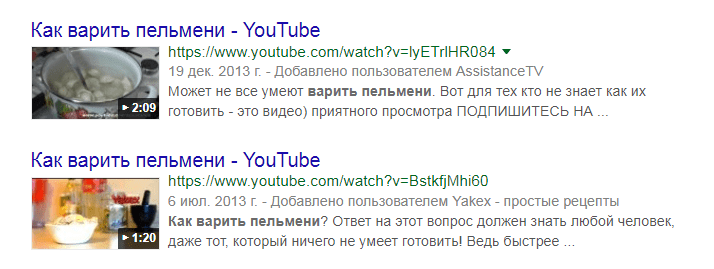 Как варить пельмени - YouTube
https://www.youtube.com/watch?v=lyETrlHR084
19 дек. 2013 г. - Добавлено пользователем AssistanceTV
Может не все умеют варить пельмени. Вот для тех кто не знает как их
готовить - это видео) приятного просмотра ПОДПИШИТЕСЬ НА ...
2:09
Как варить пельмени - YouTube
https://www.youtube.com/watch?v=BstkfjMhi60
6 июл. 2013 г. - Добавлено пользователем Yakex - простые рецепты
Как варить пельмени? Ответ на этот вопрос должен знать любой человек,
даже тот, который ничего не умеет готовить! Ведь быстрее ...
1:20